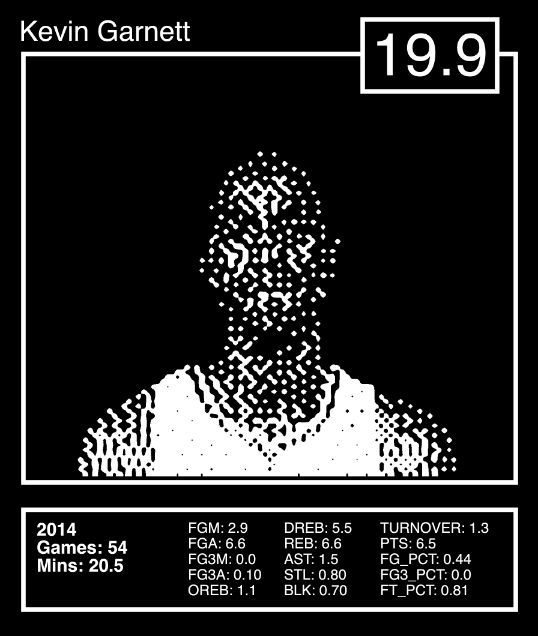 Kevin Garnett
19.9
2014
Games: 54
Mins: 20.5
FGM: 2.9
FGA: 6.6
FG3M: 0.0
FG3A: 0.10
OREB: 1.1
DREB: 5.5
REB: 6.6
AST: 1.5
STL: 0.80
BLK: 0.70
TURNOVER: 1.3
PTS: 6.5
FG_PCT: 0.44
FG3_PCT: 0.0
FT_PCT: 0.81